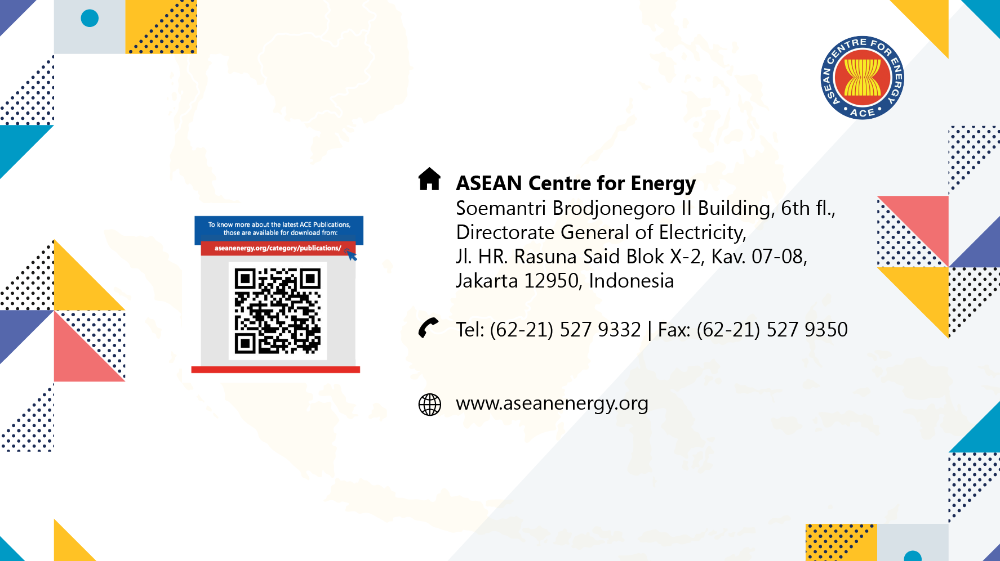 ASEAN CENTRE FOR ENERGY
• ACE •
ASEAN Centre for Energy
Soemantri Brodjonegoro II Building, 6th fl.,
Directorate General of Electricity,
Jl. HR. Rasuna Said Blok X-2, Kav. 07-08,
Jakarta 12950, Indonesia
To know more about the latest ACE Publications,
those are available for download from:
aseanenergy.org/category/publications/
Tel: (62-21) 527 9332 | Fax: (62-21) 527 9350
www.aseanenergy.org